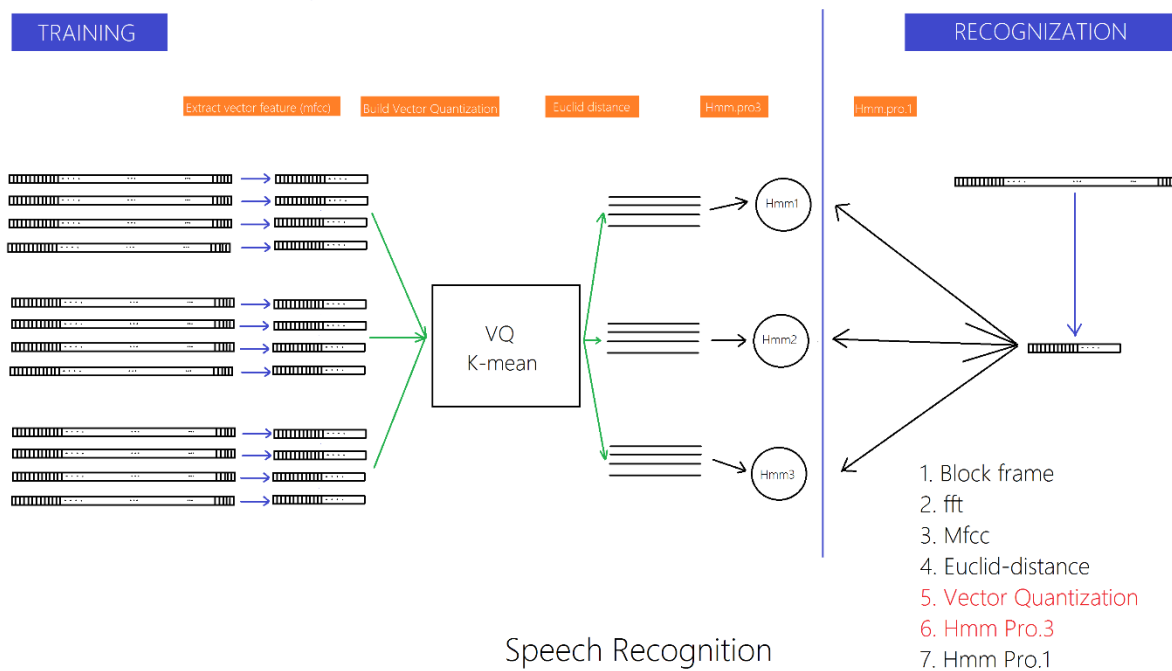 TRAINING
RECOGNIZATION
Extract vector feature (mfcc)
Build Vector Quantization
Euclid distance
Hmm.pro.3
Hmm.pro.1
Hmm1
VQ
K-mean
Hmm2
Hmm3
1. Block frame
2. fft
3. Mfcc
4. Euclid-distance
5. Vector Quantization
6. Hmm Pro.3
7. Hmm Pro.1
Speech Recognition